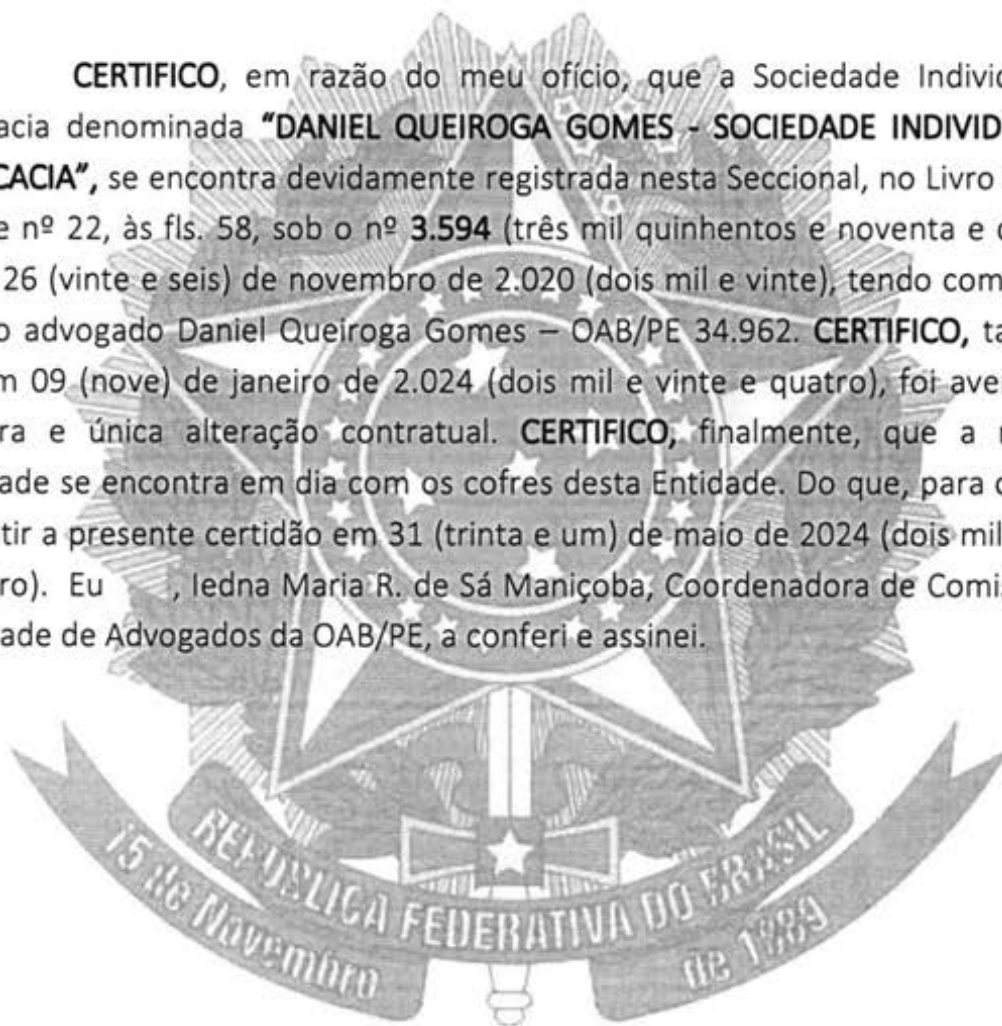 CERTIFICO, em razão do meu ofício, que a Sociedade Individ
acia denominada "DANIEL QUEIROGA GOMES - SOCIEDADE INDIVID
CACIA", se encontra devidamente registrada nesta Seccional, no Livro
e nº 22, às fls. 58, sob o nº 3.594 (três mil quinhentos e noventa e
26 (vinte e seis) de novembro de 2.020 (dois mil e vinte), tendo com
o advogado Daniel Queiroga Gomes – OAB/PE 34.962. CERTIFICO, ta
m 09 (nove) de janeiro de 2.024 (dois mil e vinte e quatro), foi ave
ra e única alteração contratual. CERTIFICO, finalmente, que a
ade se encontra em dia com os cofres desta Entidade. Do que, para
tir a presente certidão em 31 (trinta e um) de maio de 2024 (dois mil
ro). Eu , Iedna Maria R. de Sá Maniçoba, Coordenadora de Comi
ade de Advogados da OAB/PE, a conferi e assinei.
REPÚBLICA FEDERATIVA DO BRASIL
15 de Novembro
de 1889